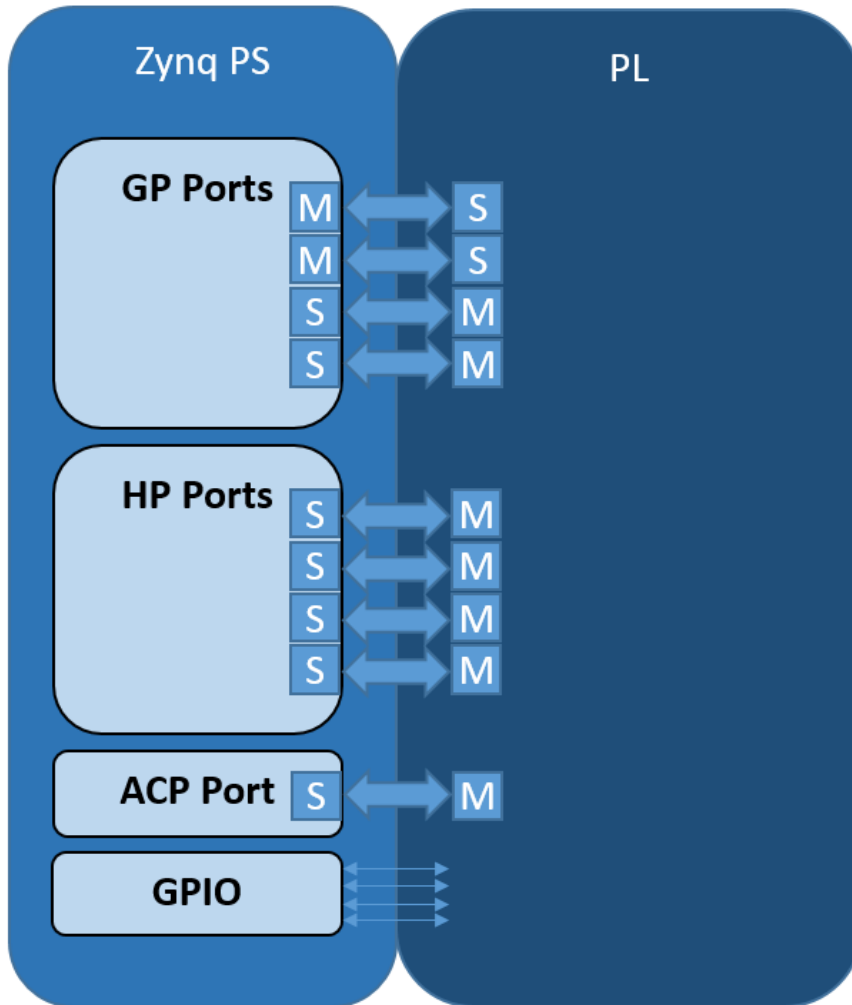 Zynq PS
PL
GP Ports
M S
M S
S M
S M
HP Ports
S M
S M
S M
S M
ACP Port S M
GPIO